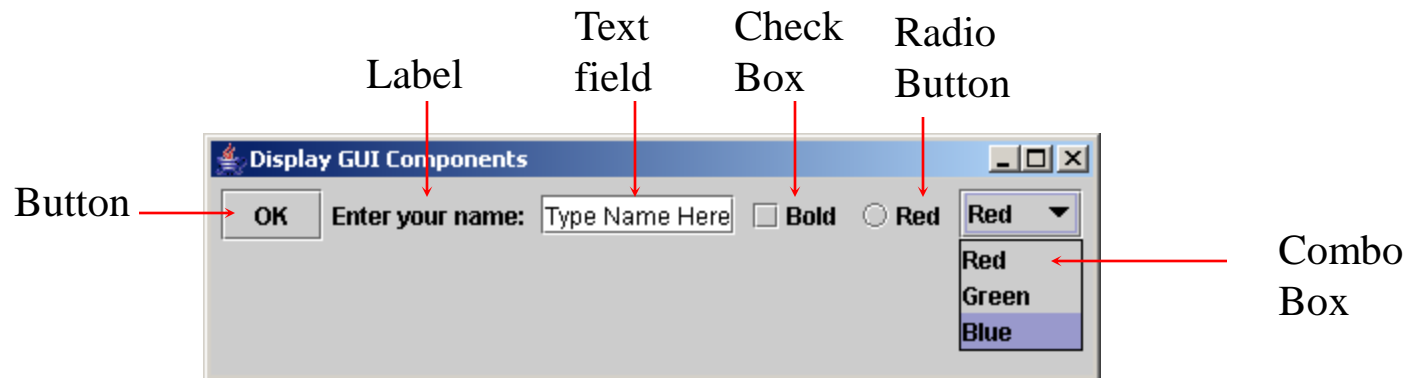 Text
field
Check
Box
Radio
Button
Label
Display GUI Components
Button
OK Enter your name: Type Name Here Bold Red Red
Red
Green
Blue
Combo
Box